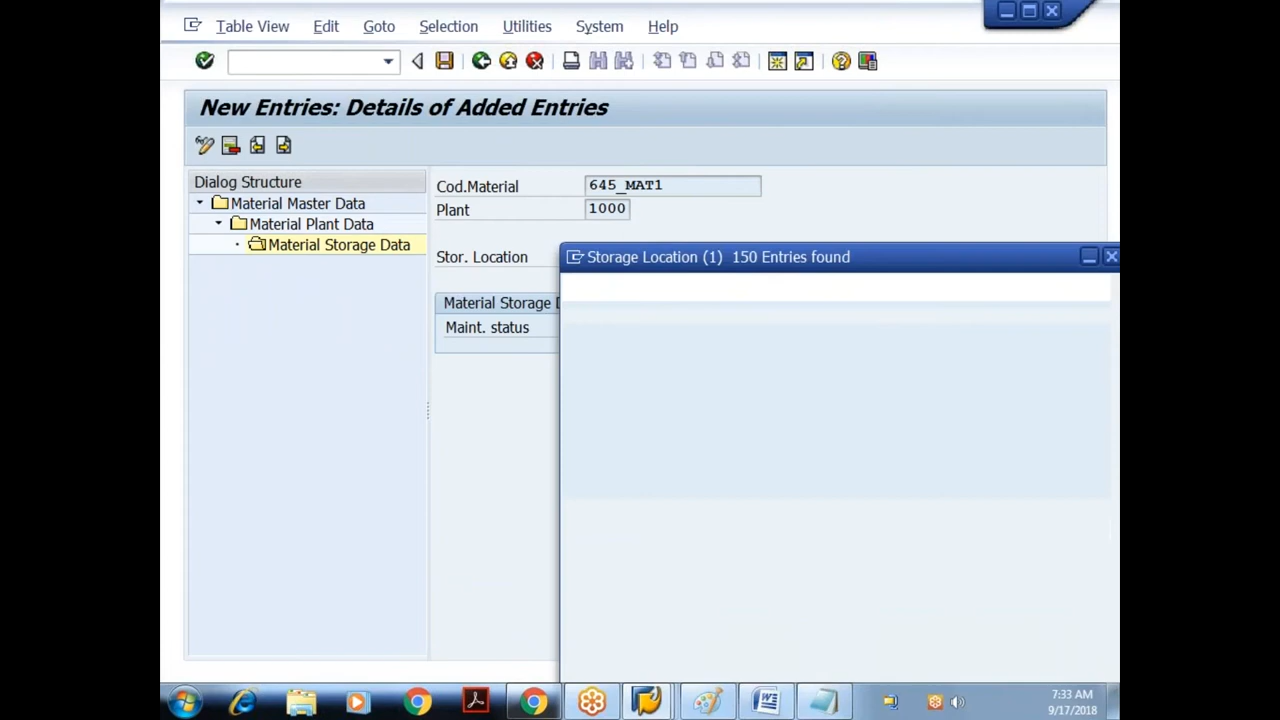 Table View Edit Goto Selection Utilities System Help
New Entries: Details of Added Entries
Dialog Structure
Material Master Data
Material Plant Data
Material Storage Data
Cod.Material 645_MAT1
Plant 1000
Stor. Location
Storage Location (1) 150 Entries found
Material Storage
Maint. status
7:33 AM
9/17/2018